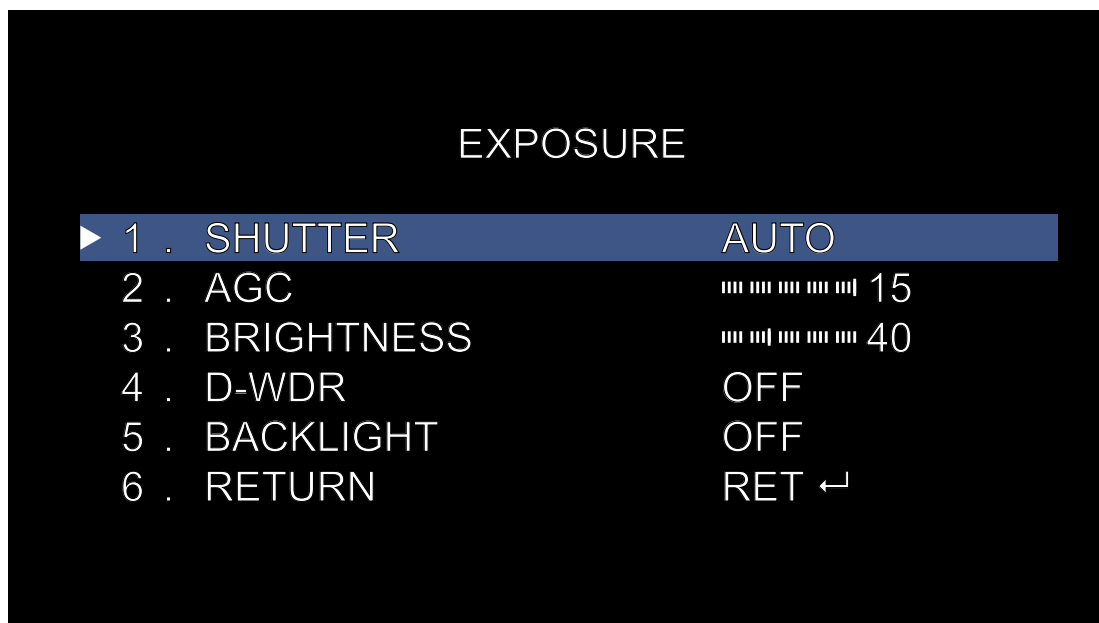 EXPOSURE
1 . SHUTTER AUTO
2 . AGC 15
3 . BRIGHTNESS 40
4 . D-WDR OFF
5 . BACKLIGHT OFF
6 . RETURN RET ↵